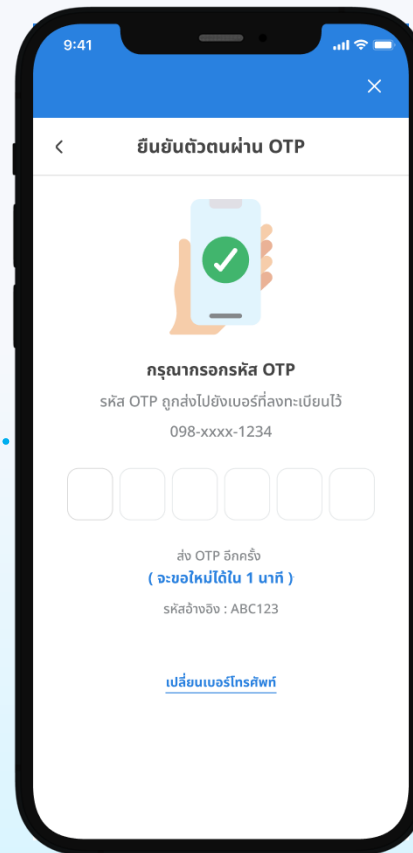 9:41
ยืนยันตัวตนผ่าน OTP
กรุณากรอกรหัส OTP
รหัส OTP ถูกส่งไปยังเบอร์ที่ลงทะเบียนไว้
098-xxxx-1234
ส่ง OTP อีกครั้ง
( จะขอใหม่ได้ใน 1 นาที )
รหัสอ้างอิง : ABC123
เปลี่ยนเบอร์โทรศัพท์